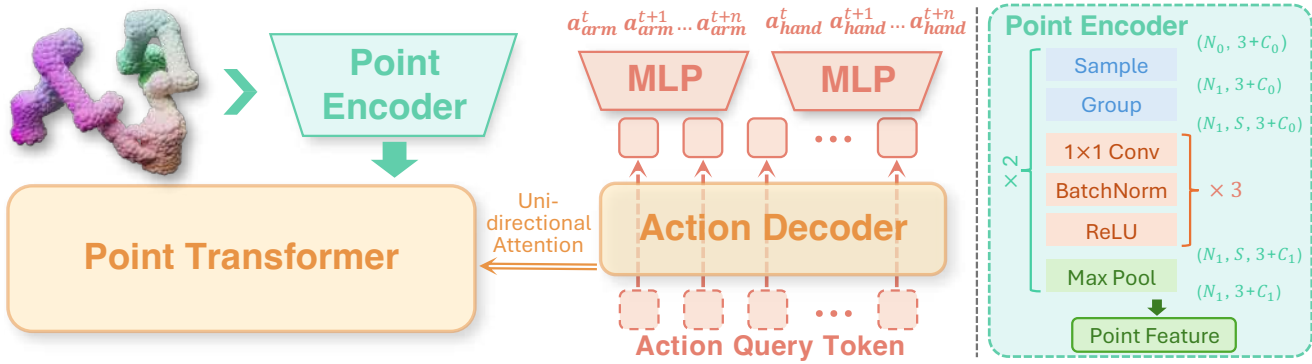 Point
Encoder
Point Transformer
Uni-
directional
Attention
a^t_arm a^{t+1}_arm … a^{t+n}_arm
a^t_hand a^{t+1}_hand … a^{t+n}_hand
MLP
MLP
Action Decoder
Action Query Token
Point Encoder
(N_0, 3+C_0)
Sample
(N_1, 3+C_0)
Group
(N_1, S, 3+C_0)
1×1 Conv
BatchNorm
ReLU
× 3
× 2
(N_1, S, 3+C_1)
Max Pool
(N_1, 3+C_1)
Point Feature